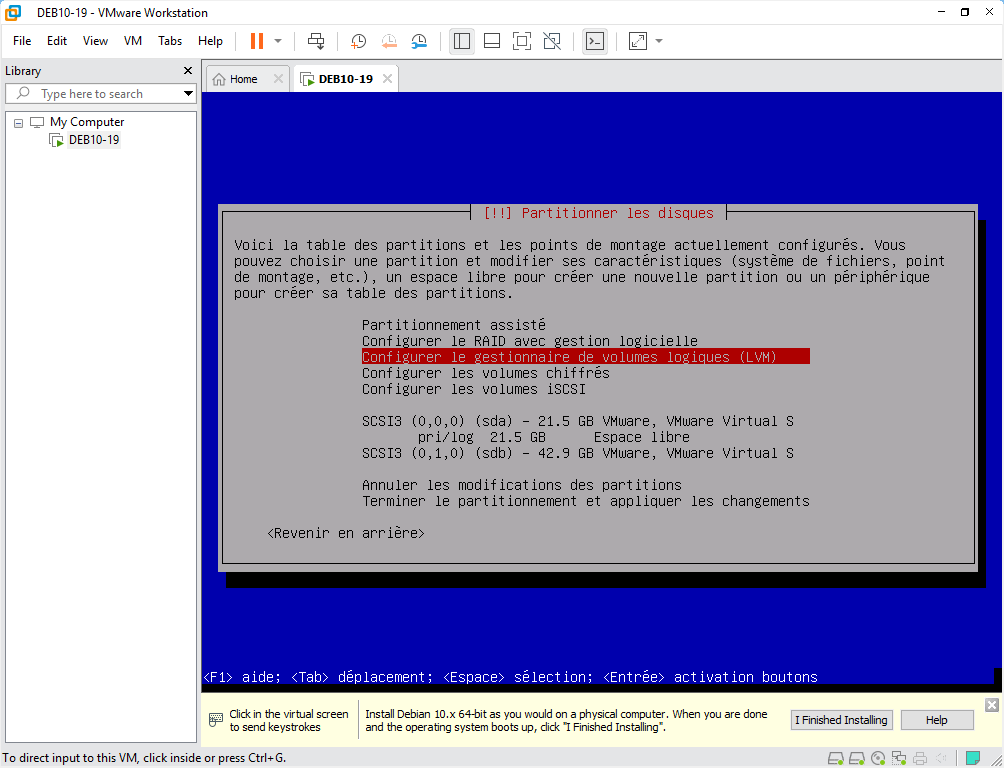 DEB10-19 - VMware Workstation
File Edit View VM Tabs Help
Library
Type here to search
My Computer
DEB10-19
Home
DEB10-19
[!!] Partitionner les disques
Voici la table des partitions et les points de montage actuellement configurés. Vous
pouvez choisir une partition et modifier ses caractéristiques (système de fichiers, point
de montage, etc.), un espace libre pour créer une nouvelle partition ou un périphérique
pour créer sa table des partitions.
Partitionnement assisté
Configurer le RAID avec gestion logicielle
Configurer le gestionnaire de volumes logiques (LVM)
Configurer les volumes chiffrés
Configurer les volumes iSCSI
SCSI3 (0,0,0) (sda) - 21.5 GB VMware, VMware Virtual S
pri/log 21.5 GB Espace libre
SCSI3 (0,1,0) (sdb) - 42.9 GB VMware, VMware Virtual S
Annuler les modifications des partitions
Terminer le partitionnement et appliquer les changements
<Revenir en arrière>
<F1> aide; <Tab> déplacement; <Espace> sélection; <Entrée> activation boutons
Click in the virtual screen
to send keystrokes
Install Debian 10.x 64-bit as you would on a physical computer. When you are done
and the operating system boots up, click "I Finished Installing".
I Finished Installing
Help
To direct input to this VM, click inside or press Ctrl+G.